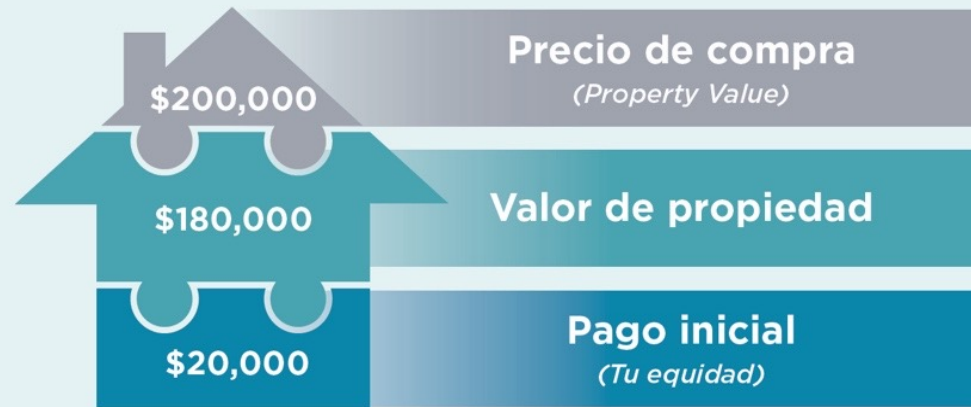 $200,000
Precio de compra
(Property Value)
$180,000
Valor de propiedad
$20,000
Pago inicial
(Tu equidad)